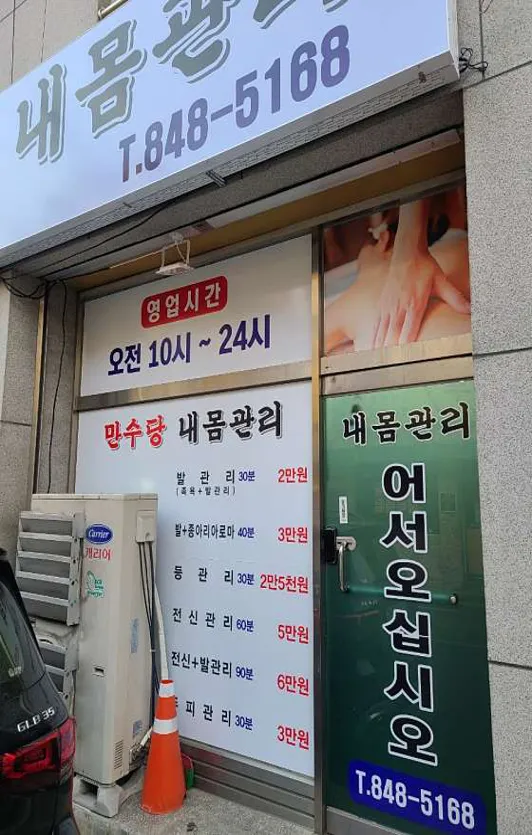 내몸관리
T.848-5168
영업시간
오전 10시 ~ 24시
만수당 내몸관리
발 관 리 30분 2만원
(족욕+발관리)
발+종아리아로마 40분 3만원
등 관 리 30분 2만5천원
전 신 관 리 60분 5만원
전신+발관리 90분 6만원
두피관리 30분 3만원
Carrier
캐리어
내몸관리
어서오십시오
T.848-5168
GLB 35